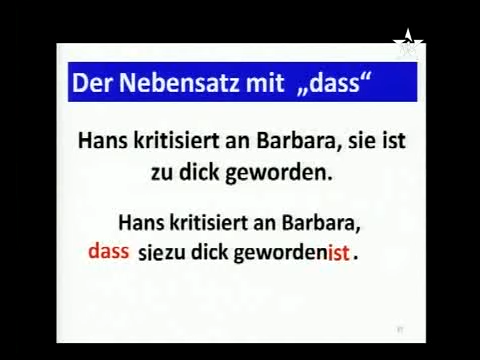 Der Nebensatz mit „dass“
Hans kritisiert an Barbara, sie ist
zu dick geworden.
Hans kritisiert an Barbara,
dass siezu dick gewordenist .